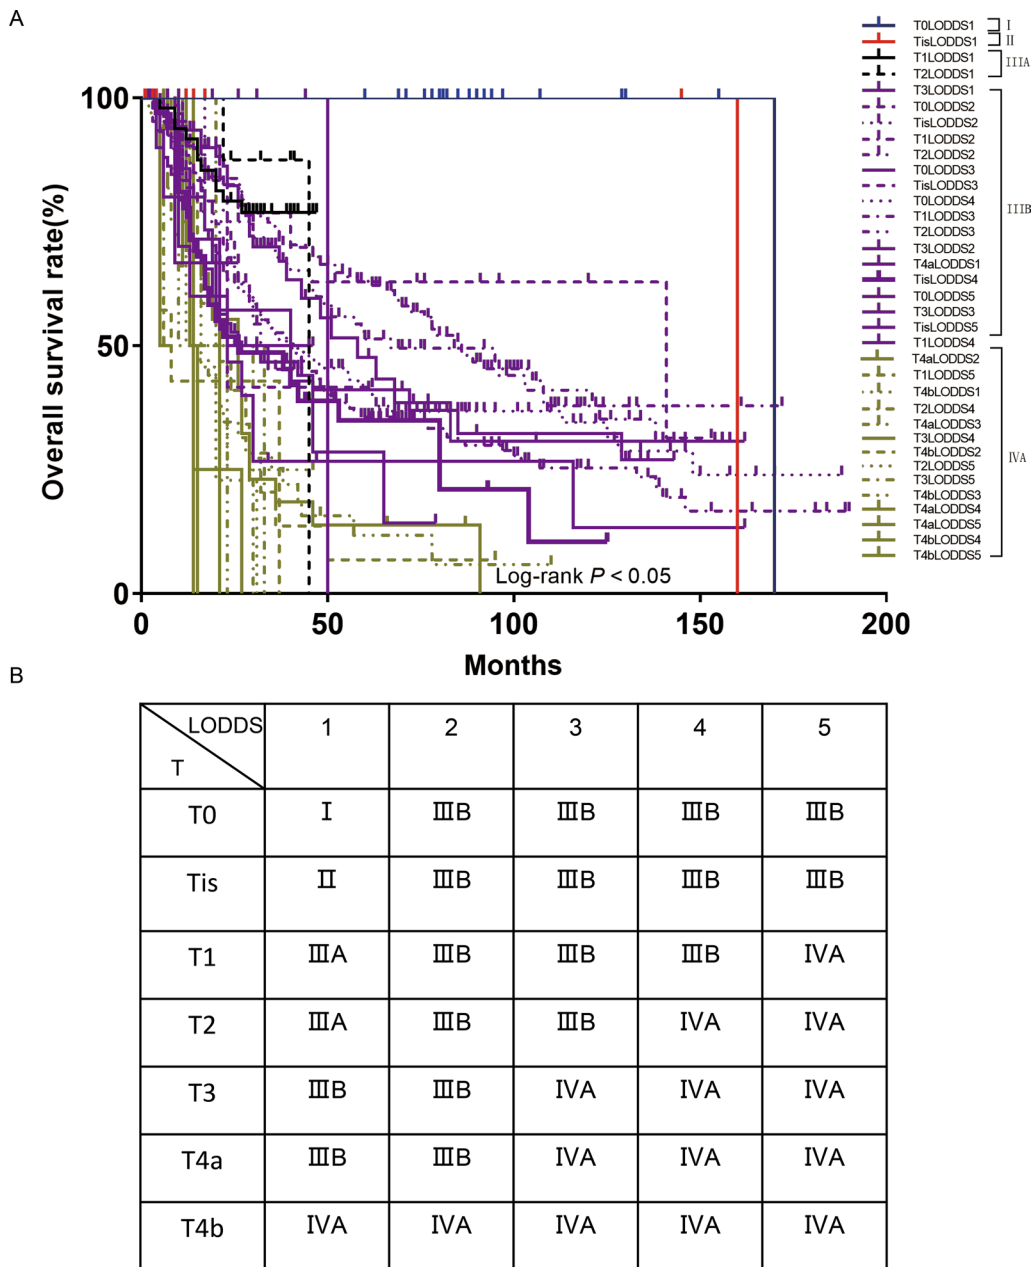 A
T0LODDS1 I
TisLODDS1 II
T1LODDS1
T2LODDS1
IIIA
T3LODDS1
T0LODDS2
TisLODDS2
T1LODDS2
T2LODDS2
T0LODDS3
TisLODDS3
T0LODDS4
T1LODDS3
T2LODDS3
T3LODDS2
T4aLODDS1
TisLODDS4
T0LODDS5
T3LODDS3
TisLODDS5
T1LODDS4
IIIB
T4aLODDS2
T1LODDS5
T4bLODDS1
T2LODDS4
T4aLODDS3
T3LODDS4
T4bLODDS2
T2LODDS5
T3LODDS5
T4bLODDS3
T4aLODDS4
T4aLODDS5
T4bLODDS4
T4bLODDS5
IVA
Overall survival rate(%)
100
50
0
Log-rank P < 0.05
0 50 100 150 200
Months
B
LODDS T 1 2 3 4 5
T0 I IIIB IIIB IIIB IIIB
Tis II IIIB IIIB IIIB IIIB
T1 IIIA IIIB IIIB IIIB IVA
T2 IIIA IIIB IIIB IVA IVA
T3 IIIB IIIB IVA IVA IVA
T4a IIIB IIIB IVA IVA IVA
T4b IVA IVA IVA IVA IVA